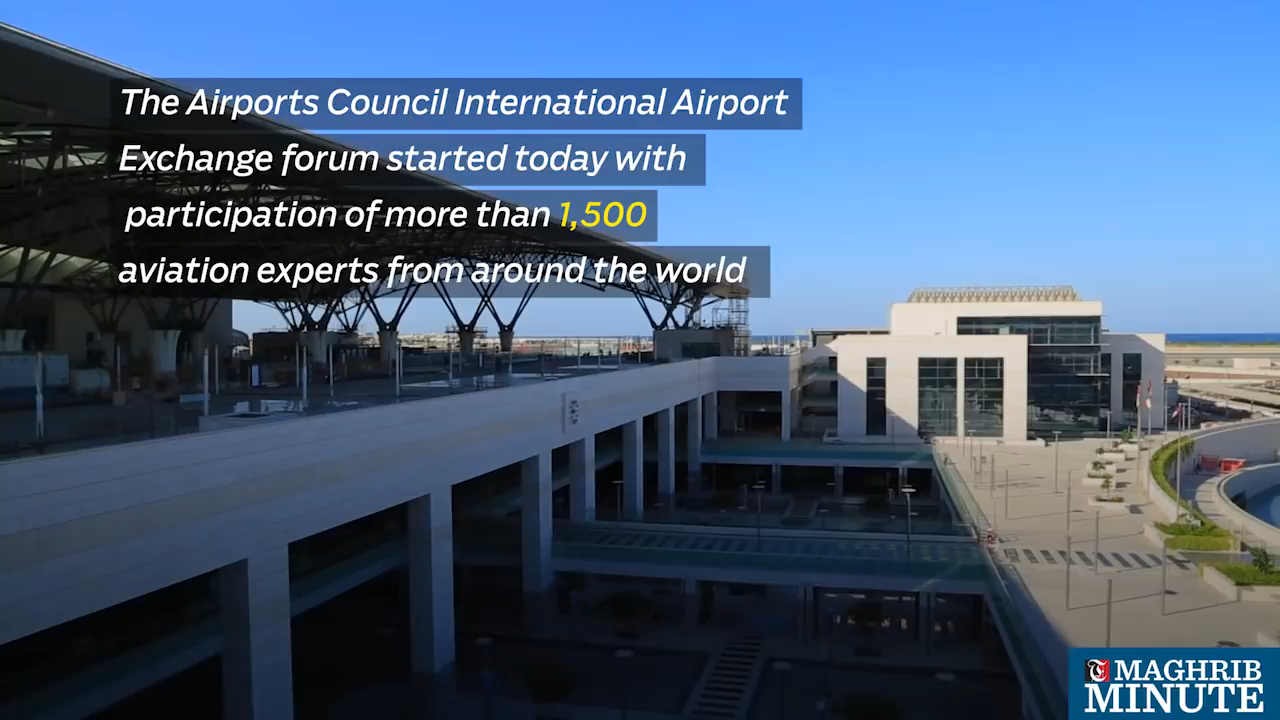 The Airports Council International Airport
Exchange forum started today with
participation of more than 1,500
aviation experts from around the world
MAGHRIB
MINUTE